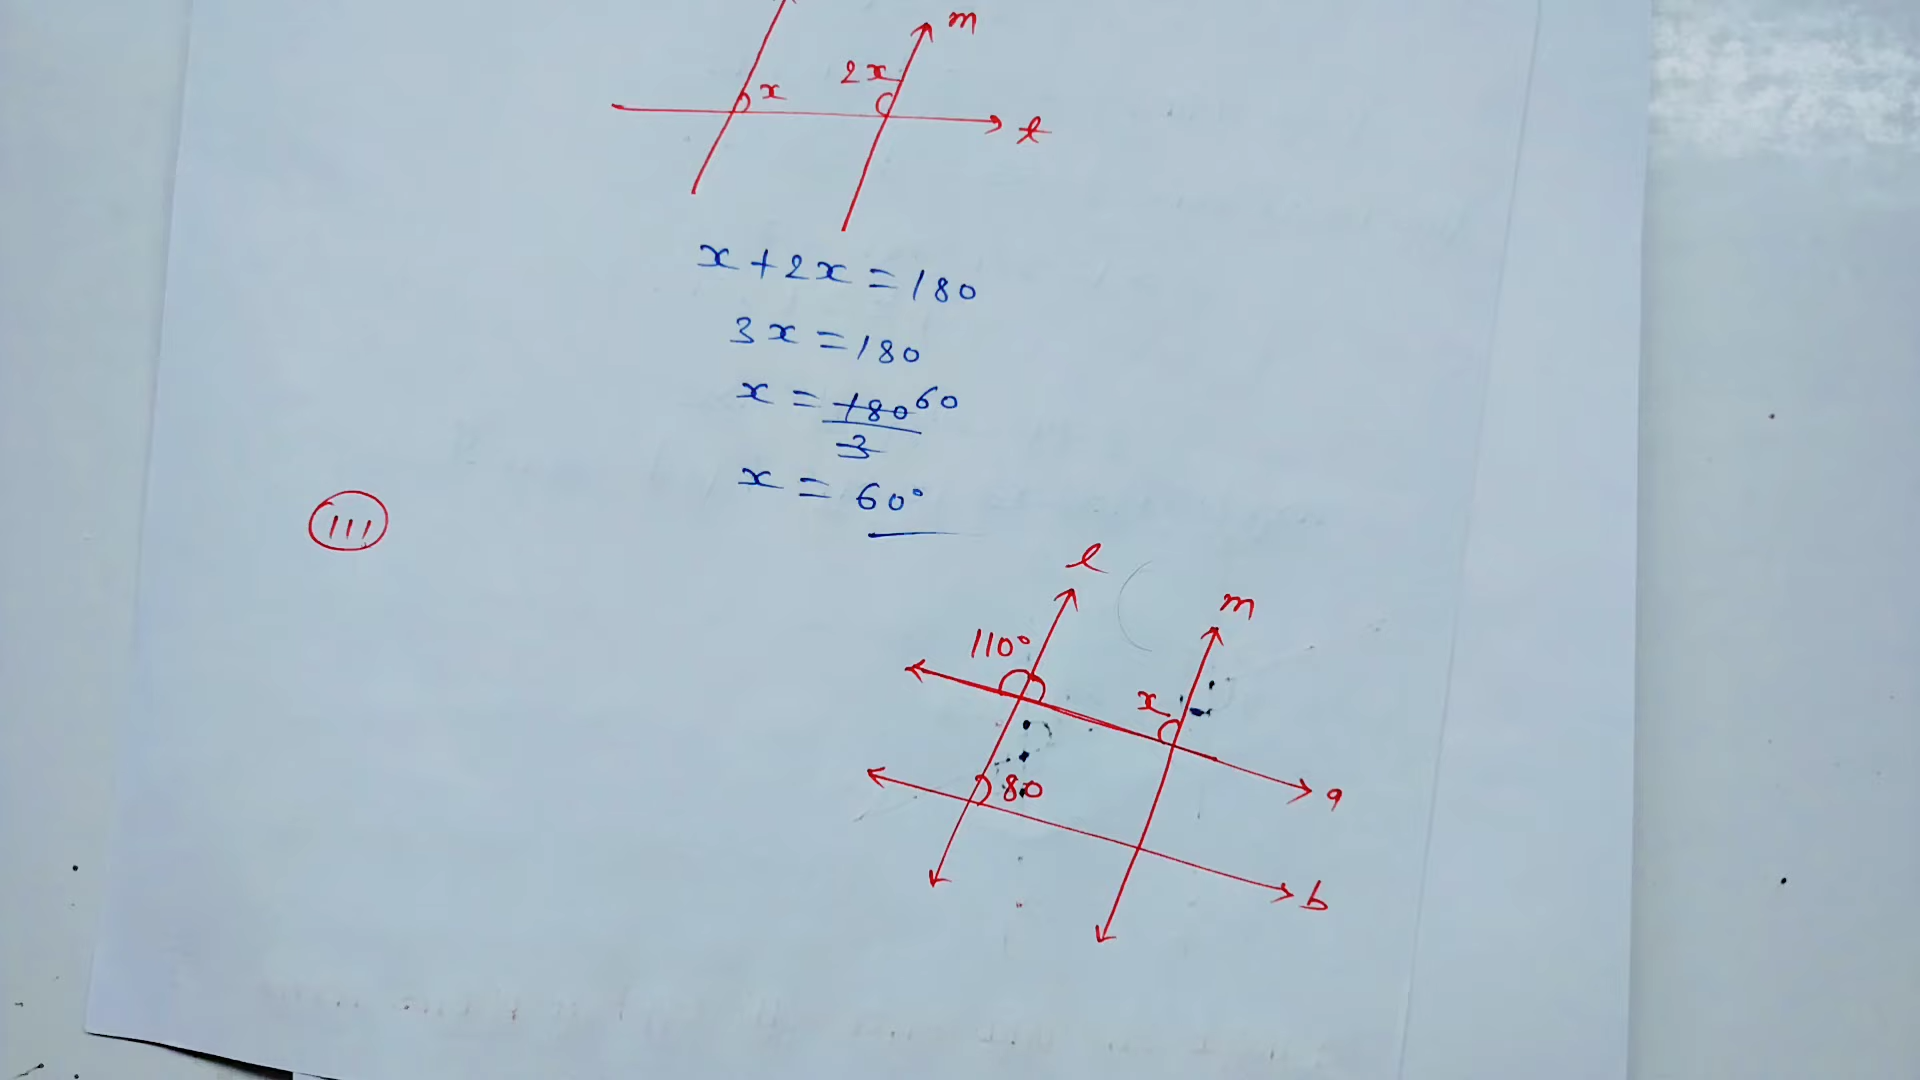 m
2x
x
t
x + 2x = 180
3x = 180
x = 180 60
3
x = 60°
III
l
m
110°
x
80
a
b